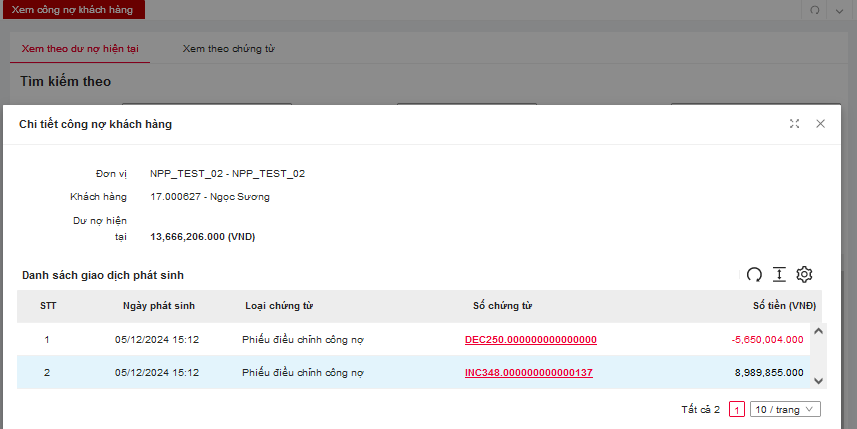 Xem công nợ khách hàng
Xem theo dư nợ hiện tại Xem theo chứng từ
Tìm kiếm theo
Chi tiết công nợ khách hàng
Đơn vị NPP_TEST_02 - NPP_TEST_02
Khách hàng 17.000627 - Ngọc Sương
Dư nợ hiện
tại 13,666,206.000 (VND)
Danh sách giao dịch phát sinh
STT Ngày phát sinh Loại chứng từ Số chứng từ Số tiền (VNĐ)
1 05/12/2024 15:12 Phiếu điều chỉnh công nợ DEC250.000000000000000 -5,650,004.000
2 05/12/2024 15:12 Phiếu điều chỉnh công nợ INC348.000000000000137 8,989,855.000
Tất cả 2 1 10 / trang